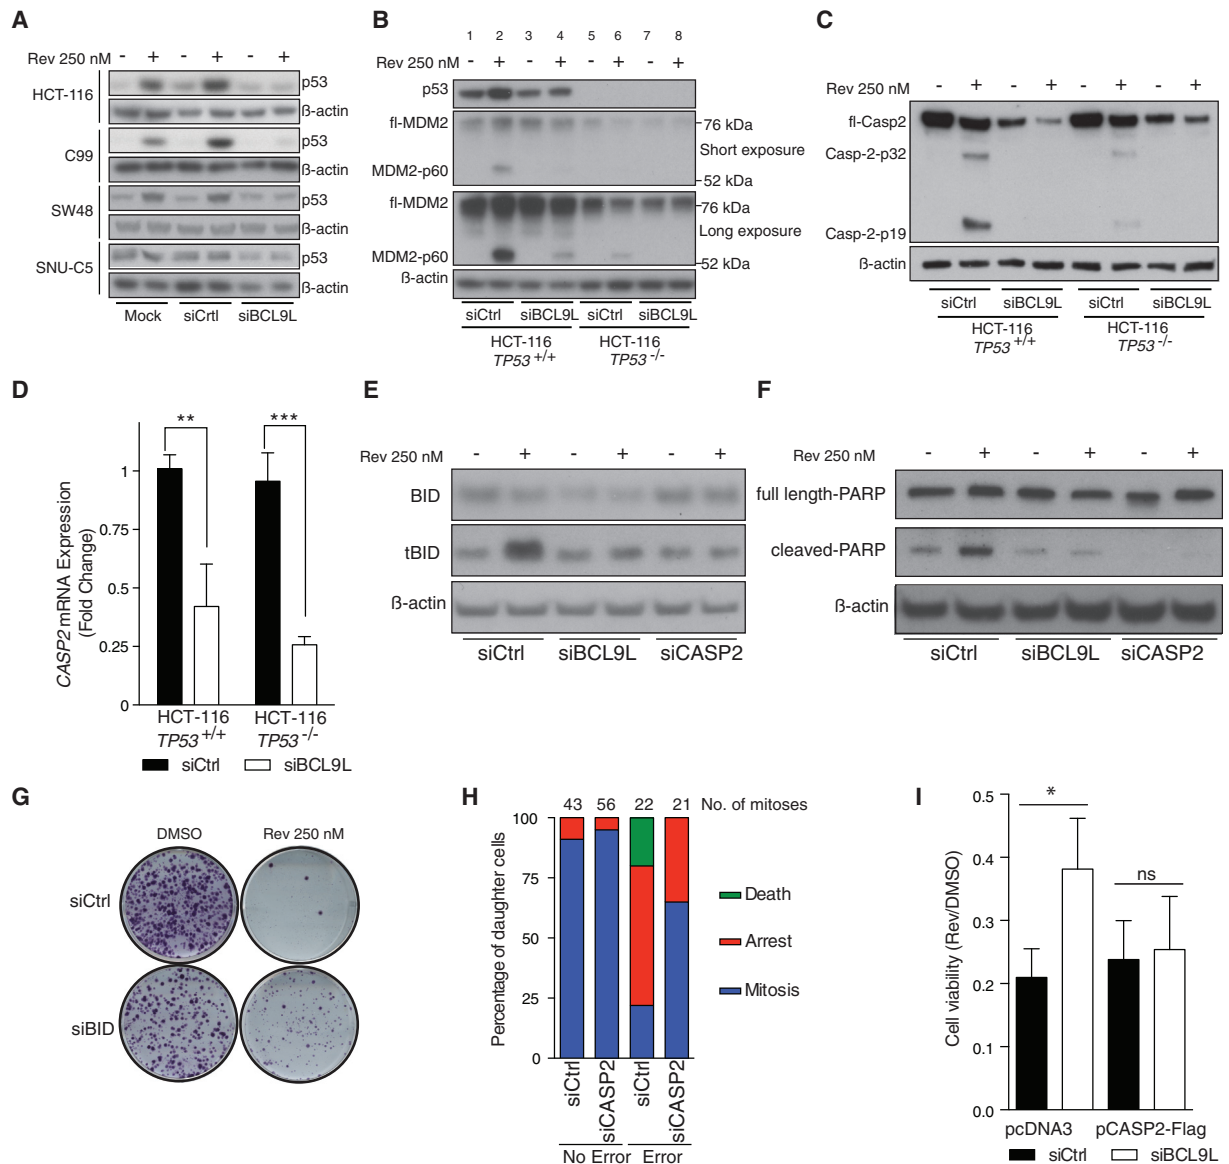 A
Rev 250 nM - + - + - +
HCT-116
p53
ß-actin
C99
p53
ß-actin
SW48
p53
ß-actin
SNU-C5
p53
ß-actin
Mock siCrtl siBCL9L
B
1 2 3 4 5 6 7 8
Rev 250 nM - + - + - + - +
p53
fl-MDM2
76 kDa
Short exposure
MDM2-p60
52 kDa
fl-MDM2
76 kDa
Long exposure
MDM2-p60
52 kDa
ß-actin
siCtrl siBCL9L siCtrl siBCL9L
HCT-116 HCT-116
TP53 +/+ TP53 -/-
C
Rev 250 nM - + - + - + - +
fl-Casp2
Casp-2-p32
Casp-2-p19
ß-actin
siCtrl siBCL9L siCtrl siBCL9L
HCT-116 HCT-116
TP53 +/+ TP53 -/-
D
CASP2 mRNA Expression
(Fold Change)
1
0.75
0.5
0.25
0
** ***
HCT-116 HCT-116
TP53 +/+ TP53 -/-
siCtrl siBCL9L
E
Rev 250 nM - + - + - +
BID
tBID
ß-actin
siCtrl siBCL9L siCASP2
F
Rev 250 nM - + - + - +
full length-PARP
cleaved-PARP
ß-actin
siCtrl siBCL9L siCASP2
G
DMSO Rev 250 nM
siCtrl
siBID
H
43 56 22 21 No. of mitoses
Percentage of daughter cells
100
75
50
25
0
Death
Arrest
Mitosis
siCtrl siCASP2 siCtrl siCASP2
No Error Error
I
Cell viability (Rev/DMSO)
0.5
0.4
0.3
0.2
0.1
0.0
* ns
pcDNA3 pCASP2-Flag
siCtrl siBCL9L